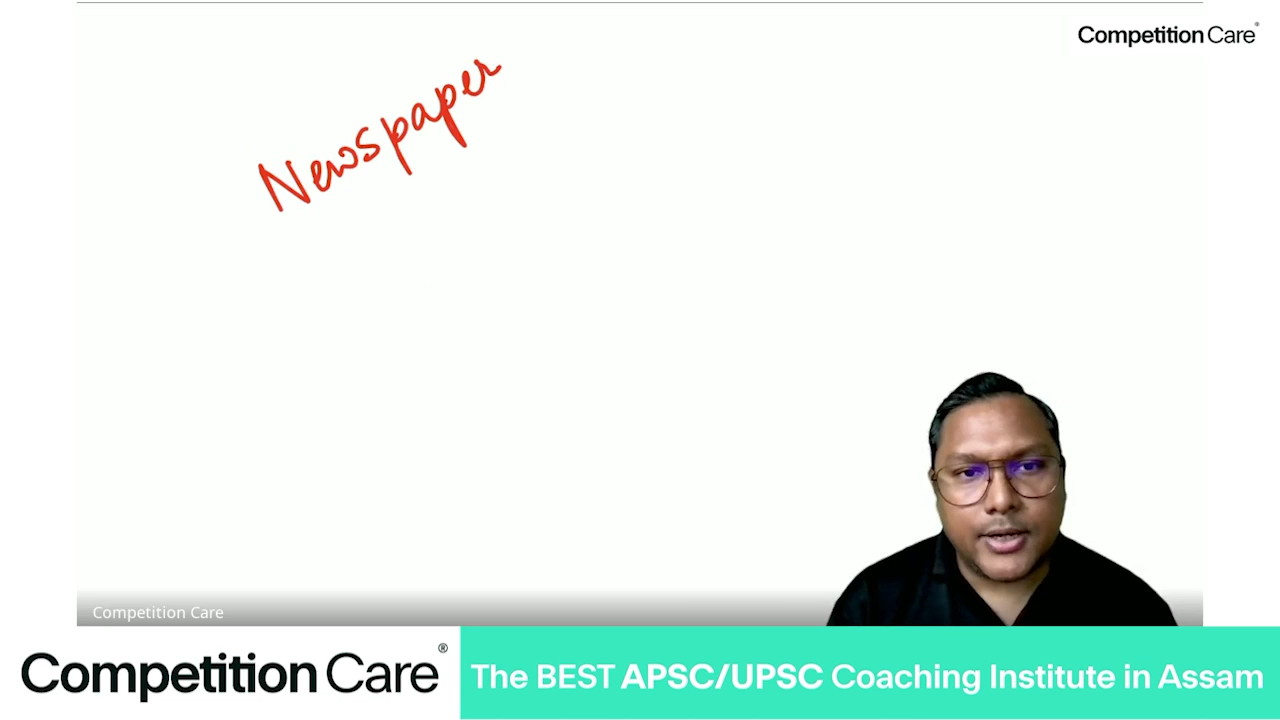 Competition Care®
Newspaper
Competition Care
Competition Care®
The BEST APSC/UPSC Coaching Institute in Assam